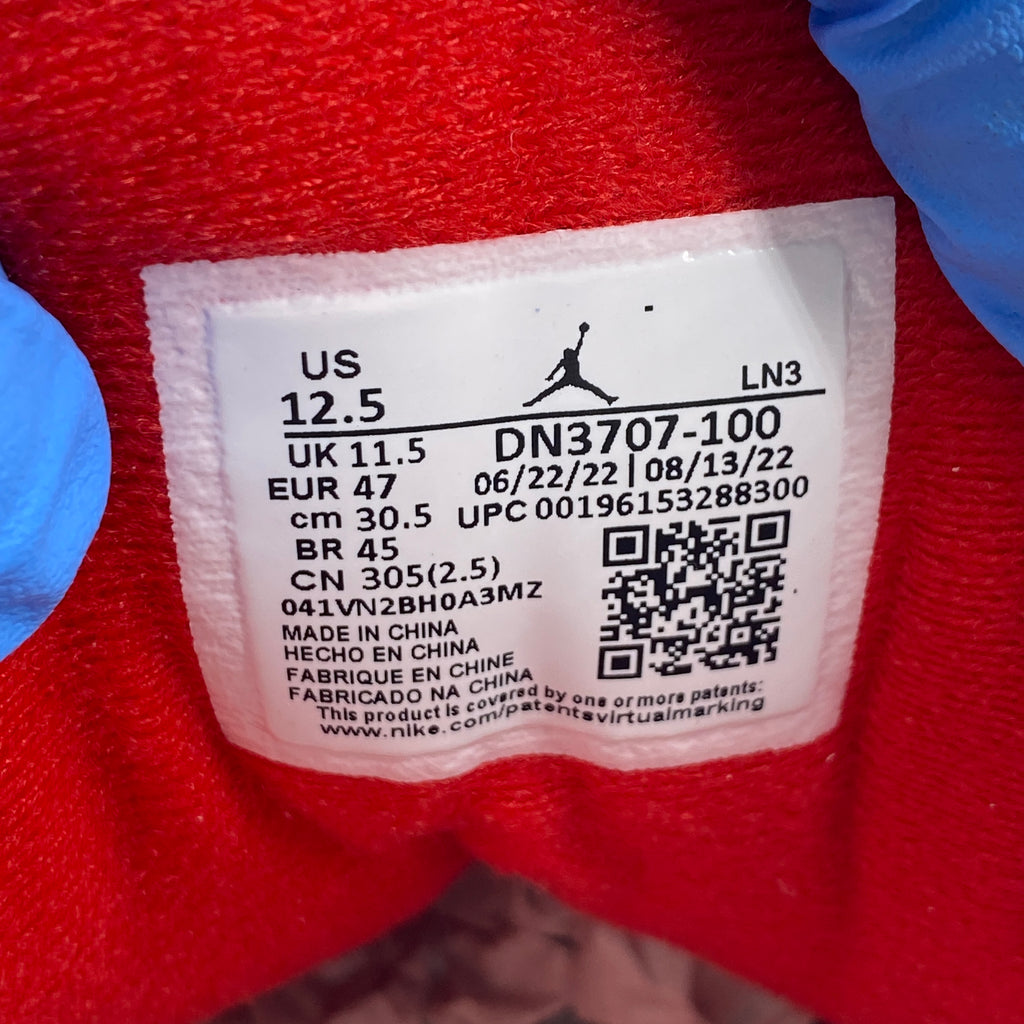 US
12.5
LN3
UK 11.5
EUR 47
cm 30.5
BR 45
CN 305(2.5)
DN3707-100
06/22/22 | 08/13/22
UPC 00196153288300
041VN2BH0A3MZ
MADE IN CHINA
HECHO EN CHINA
FABRIQUE EN CHINE
FABRICADO NA CHINA
This product is covered by one or more patents:
www.nike.com/patentsvirtualmarking